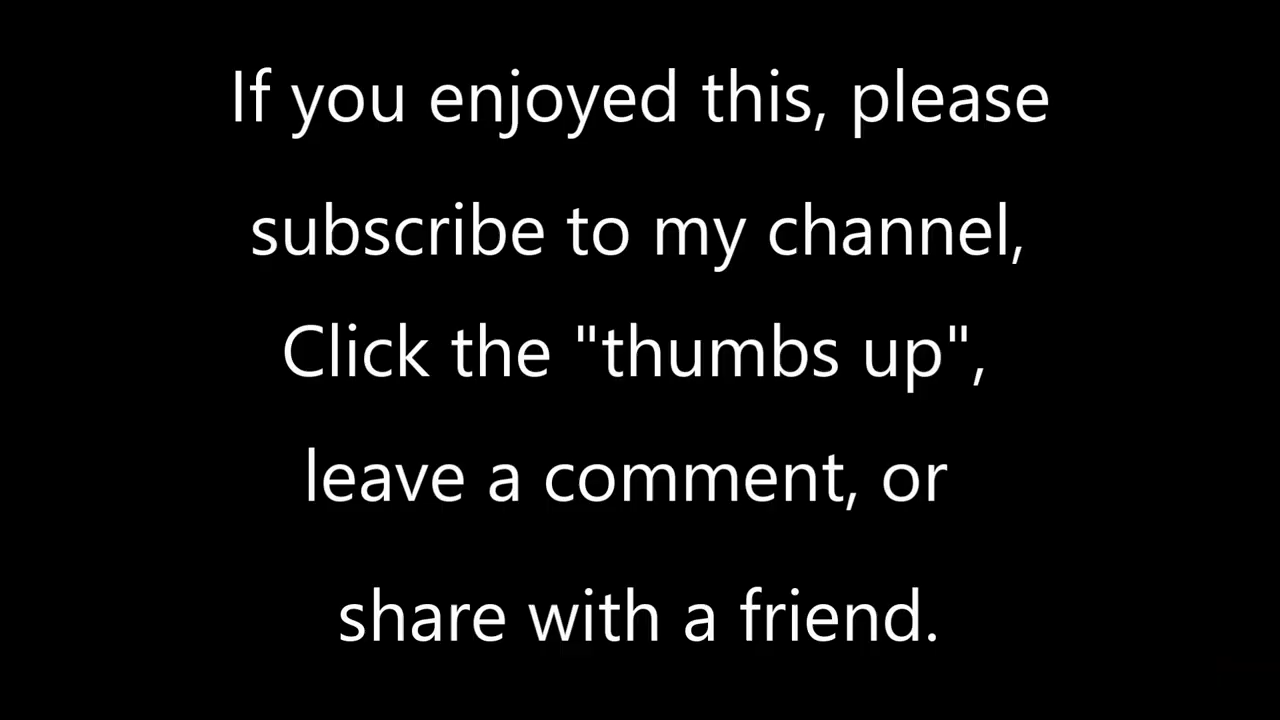 If you enjoyed this, please
subscribe to my channel,
Click the "thumbs up",
leave a comment, or
share with a friend.